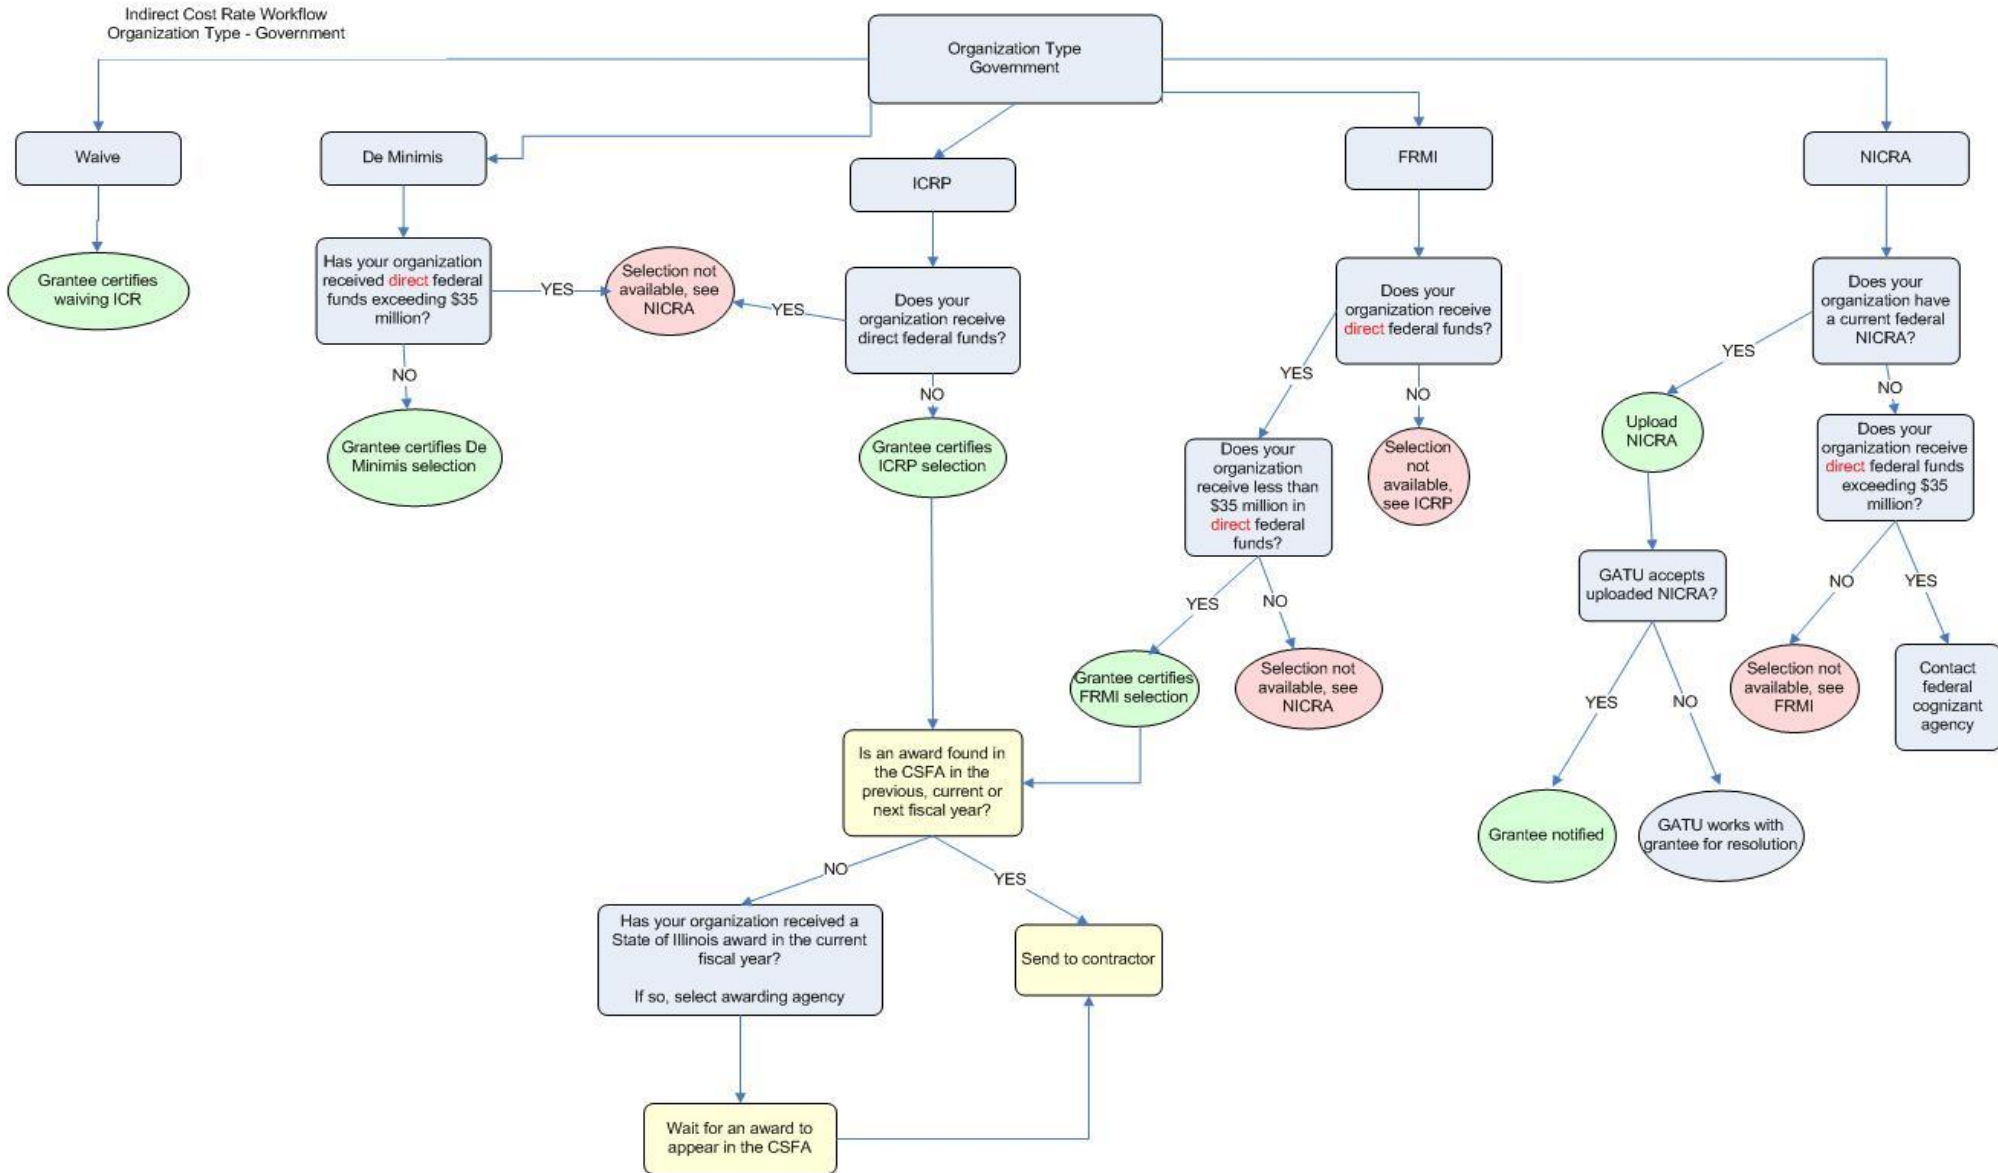 Indirect Cost Rate Workflow
Organization Type - Government
Organization Type
Government
Waive
De Minimis
ICRP
FRMI
NICRA
Grantee certifies
waiving ICR
Has your organization
received direct federal
funds exceeding $35
million?
YES
Selection not
available, see
NICRA
YES
Does your
organization receive
direct federal funds?
Does your
organization receive
direct federal funds?
Does your
organization have
a current federal
NICRA?
NO
Grantee certifies De
Minimis selection
NO
Grantee certifies
ICRP selection
YES
NO
Does your
organization
receive less than
$35 million in
direct federal
funds?
Selection
not
available,
see ICRP
YES
NO
Upload
NICRA
Does your
organization receive
direct federal funds
exceeding $35
million?
GATU accepts
uploaded NICRA?
YES
NO
NO
YES
Grantee certifies
FRMI selection
Selection not
available, see
NICRA
Selection not
available, see
FRMI
Contact
federal
cognizant
agency
YES
NO
Is an award found in
the CSFA in the
previous, current or
next fiscal year?
Grantee notified
GATU works with
grantee for resolution
NO
YES
Has your organization received a
State of Illinois award in the current
fiscal year?
If so, select awarding agency
Send to contractor
Wait for an award to
appear in the CSFA